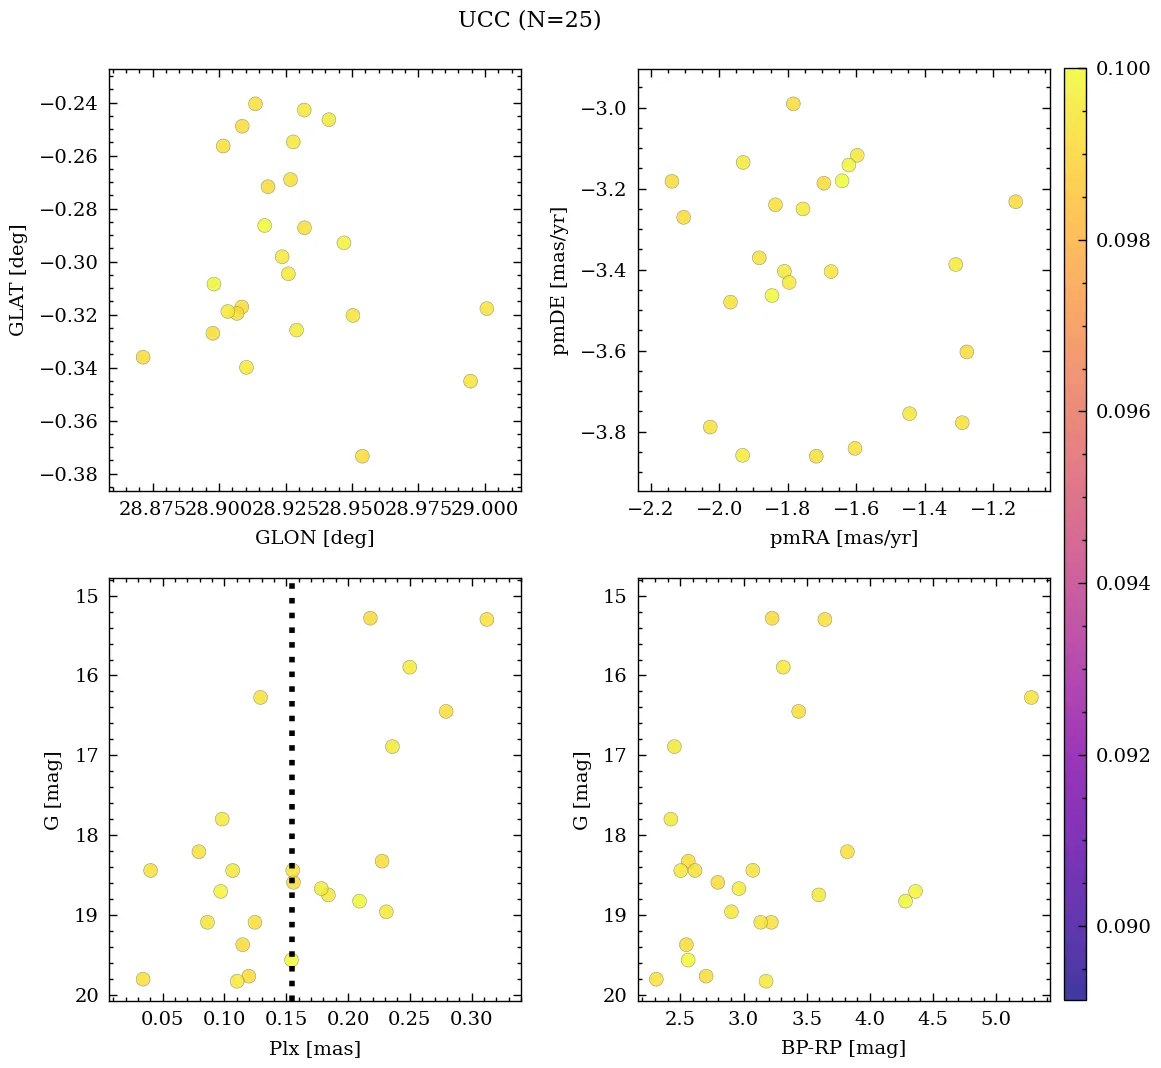 UCC (N=25)
−0.24
−0.26
−0.28
−0.30
−0.32
−0.34
−0.36
−0.38
GLAT [deg]
28.875 28.900 28.925 28.950 28.975 29.000
GLON [deg]
−3.0
−3.2
−3.4
−3.6
−3.8
pmDE [mas/yr]
−2.2 −2.0 −1.8 −1.6 −1.4 −1.2
pmRA [mas/yr]
15
16
17
18
19
20
G [mag]
0.05 0.10 0.15 0.20 0.25 0.30
Plx [mas]
15
16
17
18
19
20
G [mag]
2.5 3.0 3.5 4.0 4.5 5.0
BP-RP [mag]
0.100
0.098
0.096
0.094
0.092
0.090